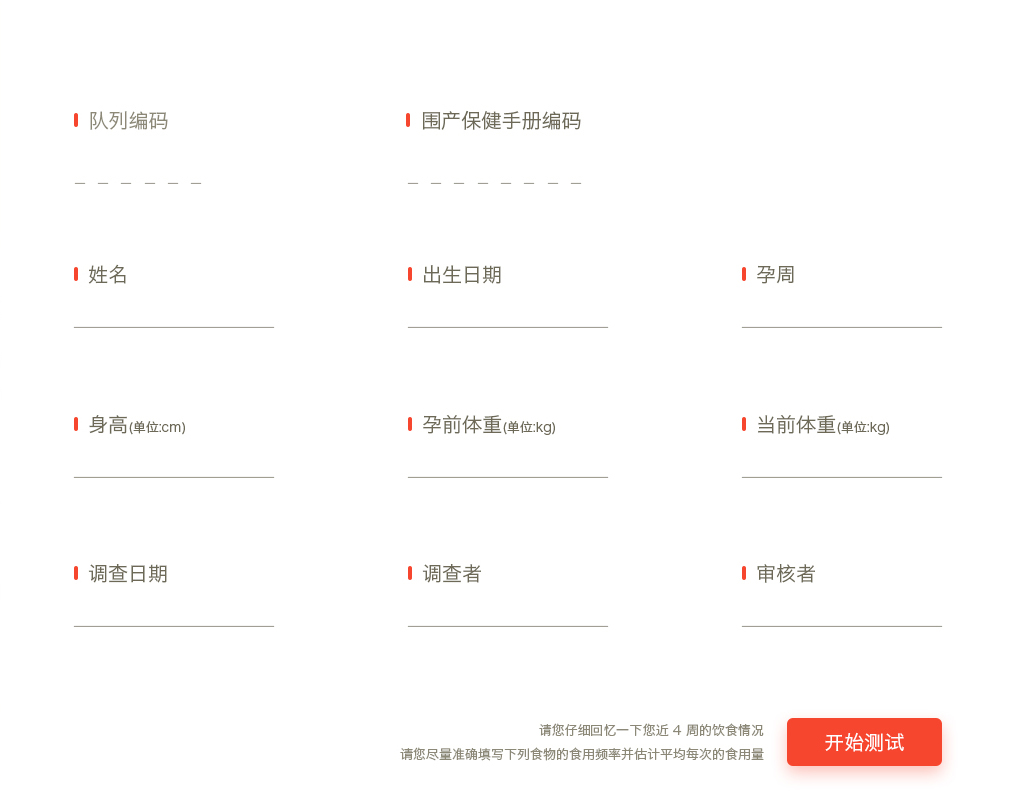 队列编码
围产保健手册编码
姓名
出生日期
孕周
身高(单位:cm)
孕前体重(单位:kg)
当前体重(单位:kg)
调查日期
调查者
审核者
请您仔细回忆一下您近 4 周的饮食情况
请您尽量准确填写下列食物的食用频率并估计平均每次的食用量
开始测试